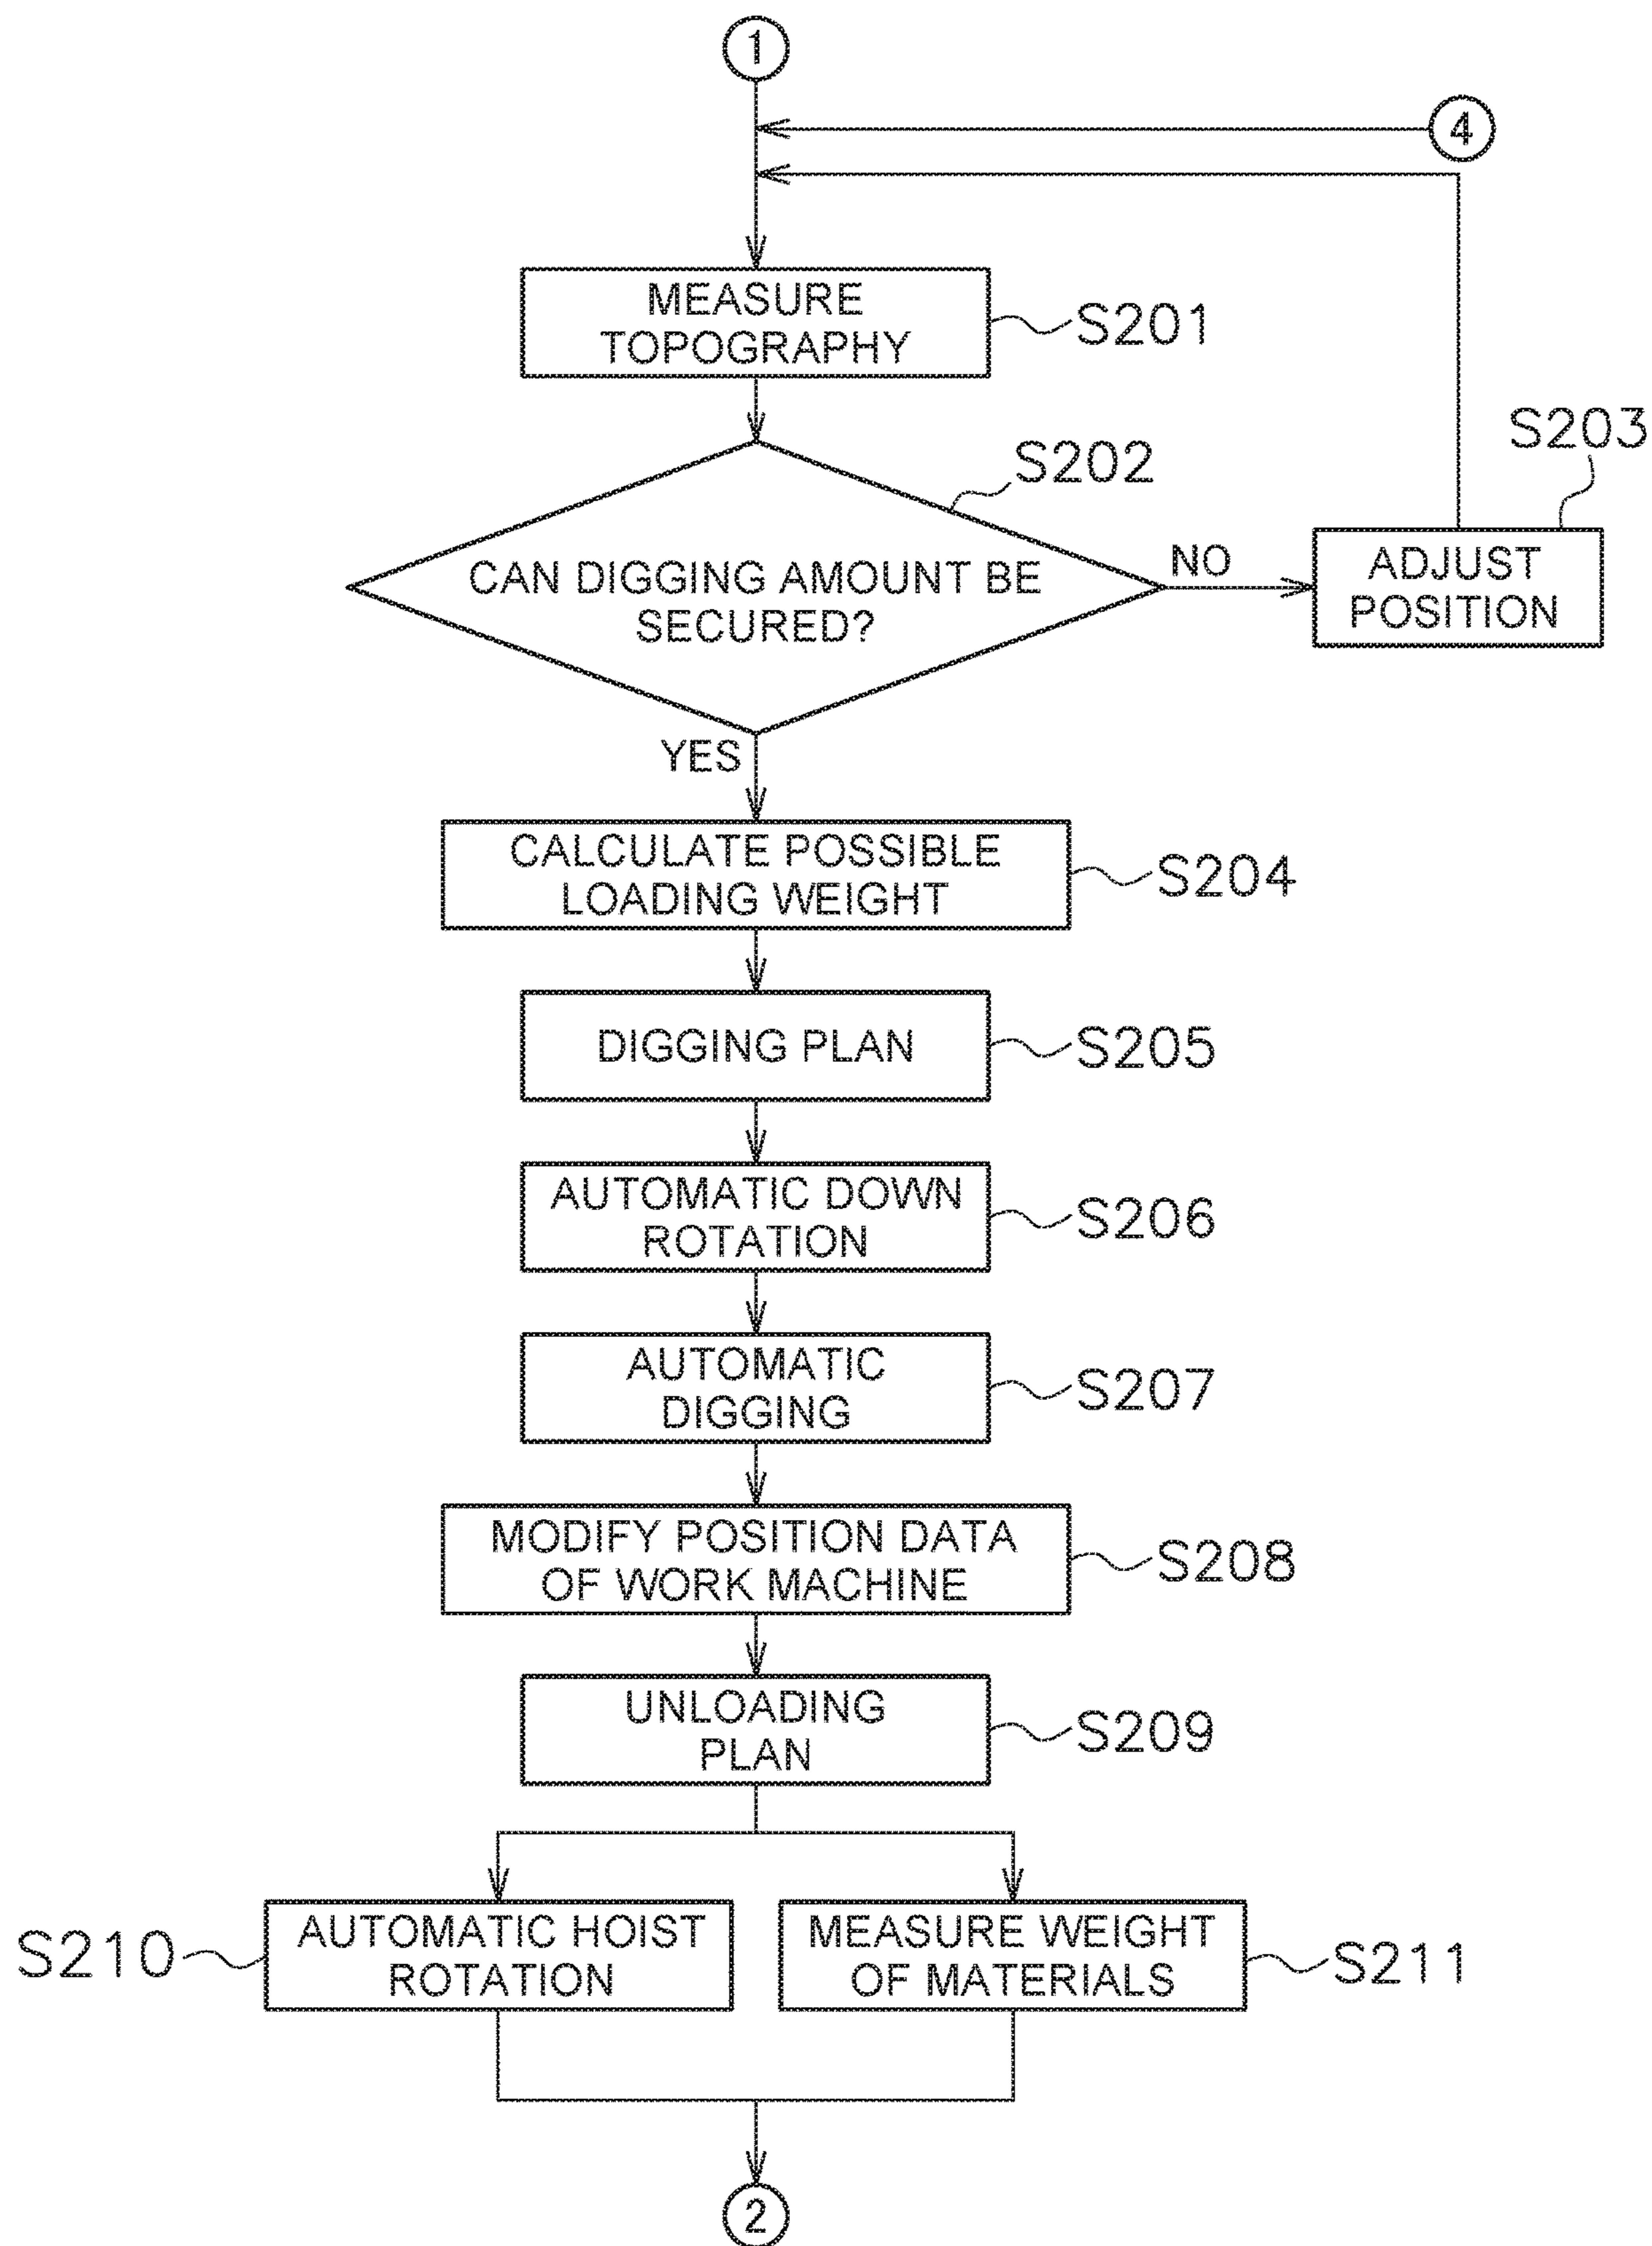 1
4
MEASURE
TOPOGRAPHY
S201
S203
S202
CAN DIGGING AMOUNT BE
SECURED?
NO
ADJUST
POSITION
YES
CALCULATE POSSIBLE
LOADING WEIGHT
S204
DIGGING PLAN
S205
AUTOMATIC DOWN
ROTATION
S206
AUTOMATIC
DIGGING
S207
MODIFY POSITION DATA
OF WORK MACHINE
S208
UNLOADING
PLAN
S209
S210
AUTOMATIC HOIST
ROTATION
MEASURE WEIGHT
OF MATERIALS
S211
2